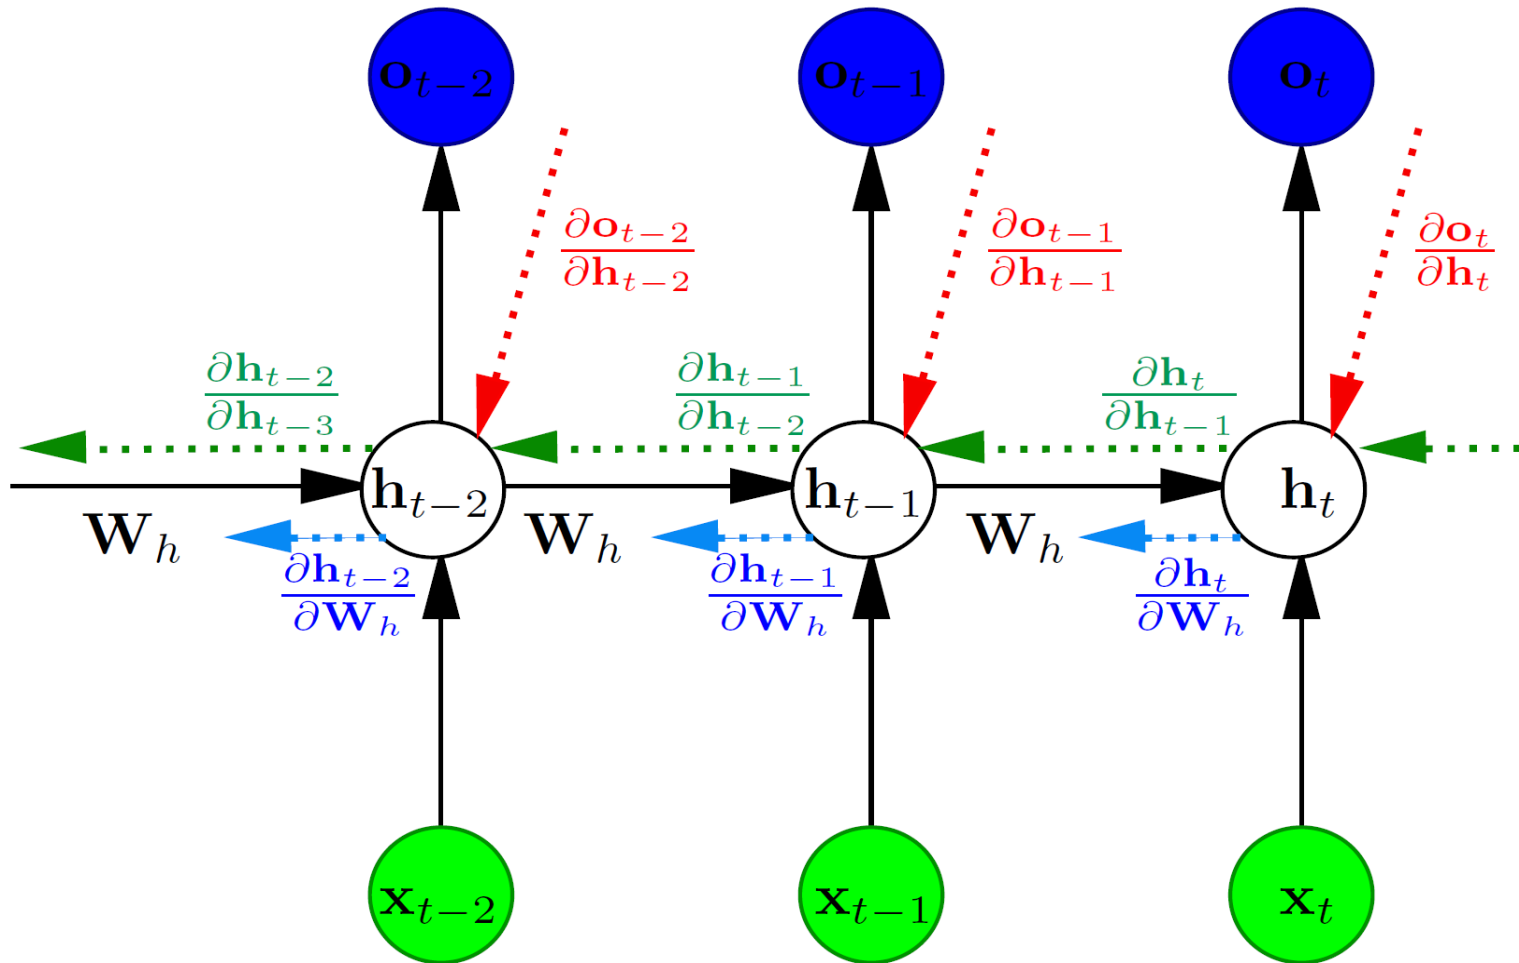 o_{t−2} o_{t−1} o_t
∂o_{t−2}/∂h_{t−2} ∂o_{t−1}/∂h_{t−1} ∂o_t/∂h_t
∂h_{t−2}/∂h_{t−3} ∂h_{t−1}/∂h_{t−2} ∂h_t/∂h_{t−1}
h_{t−2} h_{t−1} h_t
W_h W_h W_h
∂h_{t−2}/∂W_h ∂h_{t−1}/∂W_h ∂h_t/∂W_h
x_{t−2} x_{t−1} x_t